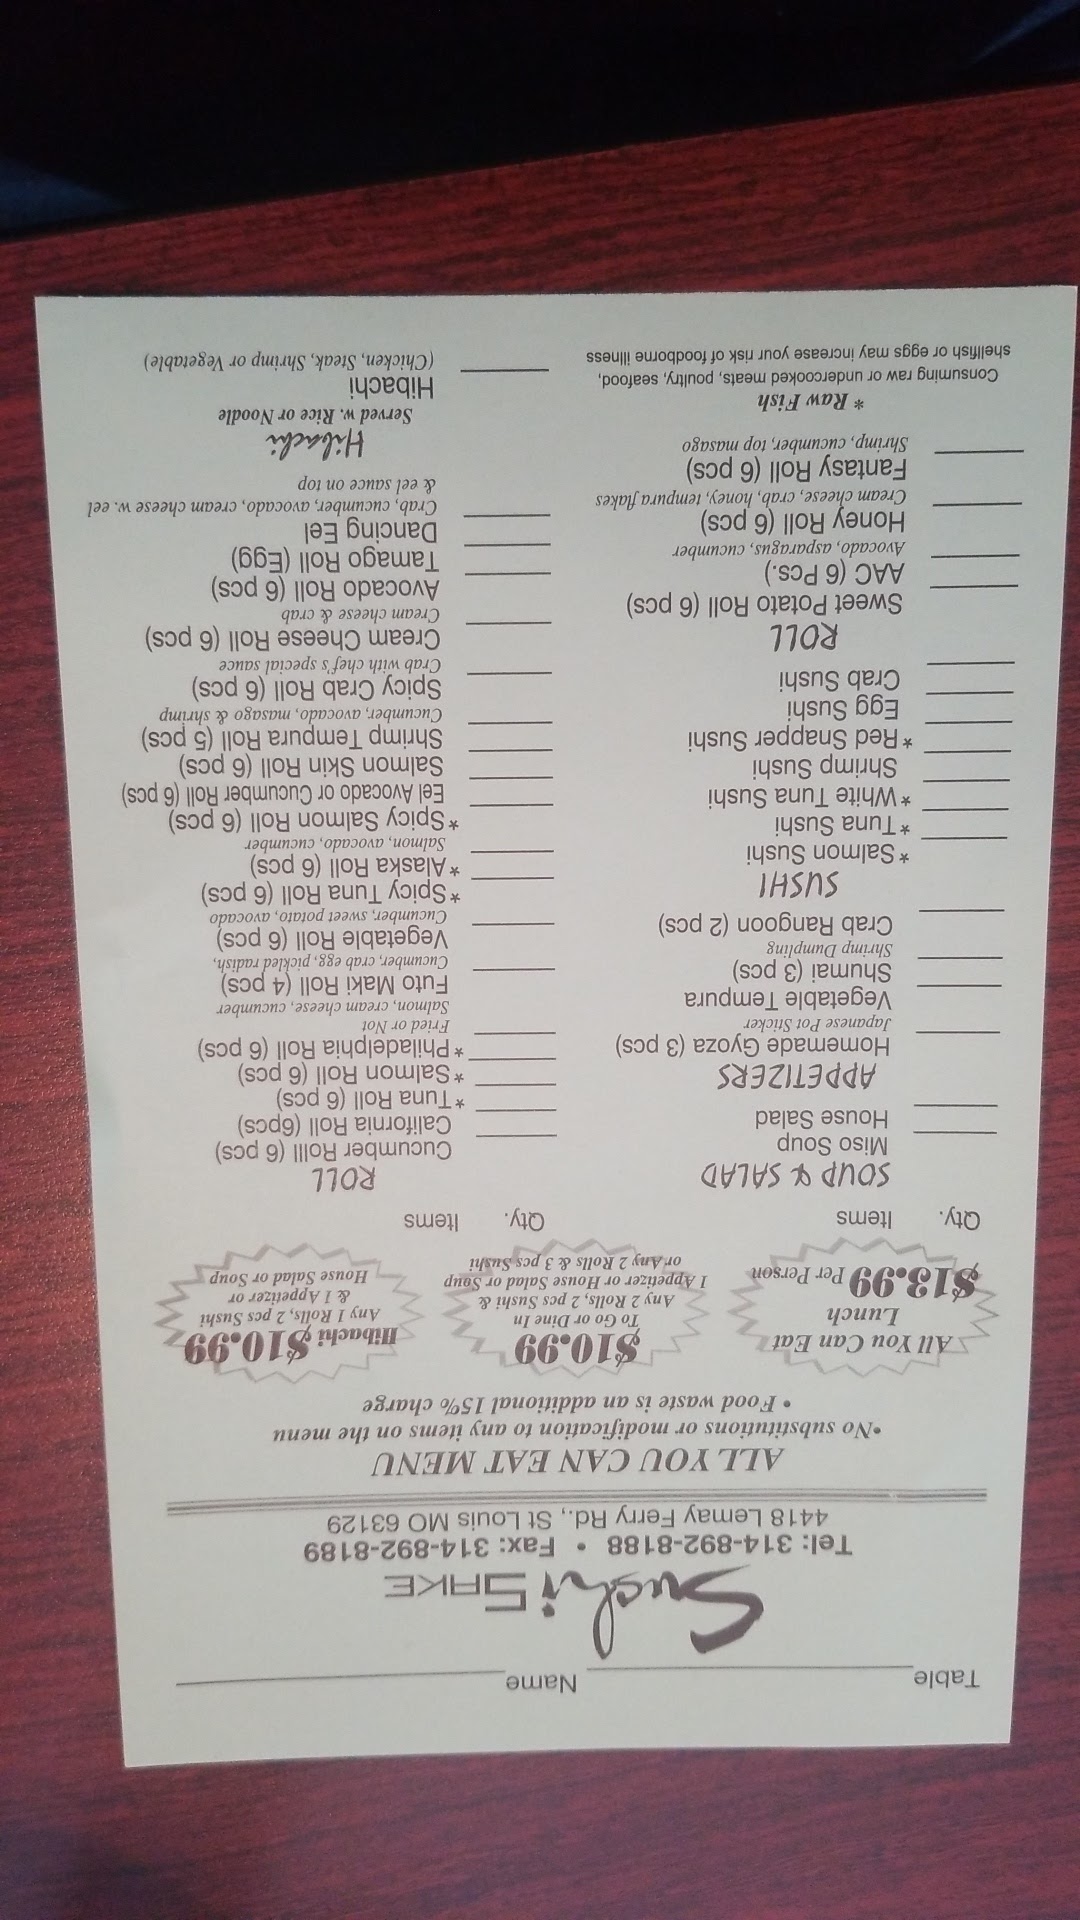 Table
Name
Sushi SAKE
Tel: 314-892-8188 • Fax: 314-892-8189
4418 Lemay Ferry Rd., St Louis MO 63129
ALL YOU CAN EAT MENU
•No substitutions or modification to any items on the menu
• Food waste is an additional 15% charge
All You Can Eat
Lunch
$13.99 Per Person
$10.99
To Go or Dine In
Any 2 Rolls, 2 pcs Sushi &
1 Appetizer or House Salad or Soup
or Any 2 Rolls & 3 pcs Sushi
Hibachi $10.99
Any 1 Rolls, 2 pcs Sushi
& 1 Appetizer or
House Salad or Soup
Qty. Items
SOUP & SALAD
Miso Soup
House Salad
APPETIZERS
Homemade Gyoza (3 pcs)
Japanese Pot Sticker
Vegetable Tempura
Shumai (3 pcs)
Shrimp Dumpling
Crab Rangoon (2 pcs)
SUSHI
*Salmon Sushi
*Tuna Sushi
*White Tuna Sushi
Shrimp Sushi
*Red Snapper Sushi
Egg Sushi
Crab Sushi
ROLL
Sweet Potato Roll (6 pcs)
AAC (6 Pcs.)
Avocado, asparagus, cucumber
Honey Roll (6 pcs)
Cream cheese, crab, honey, tempura flakes
Fantasy Roll (6 pcs)
Shrimp, cucumber, top masago
* Raw Fish
Consuming raw or undercooked meats, poultry, seafood,
shellfish or eggs may increase your risk of foodborne illness
Qty. Items
ROLL
Cucumber Rolll (6 pcs)
California Roll (6pcs)
*Tuna Roll (6 pcs)
*Salmon Roll (6 pcs)
*Philadelphia Roll (6 pcs)
Fried or Not
Salmon, cream cheese, cucumber
Futo Maki Roll (4 pcs)
Cucumber, crab egg, pickled radish,
Vegetable Roll (6 pcs)
Cucumber, sweet potato, avocado
*Spicy Tuna Roll (6 pcs)
*Alaska Roll (6 pcs)
Salmon, avocado, cucumber
*Spicy Salmon Roll (6 pcs)
Eel Avocado or Cucumber Roll (6 pcs)
Salmon Skin Roll (6 pcs)
Shrimp Tempura Roll (5 pcs)
Cucumber, avocado, masago & shrimp
Spicy Crab Roll (6 pcs)
Crab with chef's special sauce
Cream Cheese Roll (6 pcs)
Cream cheese & crab
Avocado Roll (6 pcs)
Tamago Roll (Egg)
Dancing Eel
Crab, cucumber, avocado, cream cheese w. eel
& eel sauce on top
Hibachi
Served w. Rice or Noodle
Hibachi
(Chicken, Steak, Shrimp or Vegetable)